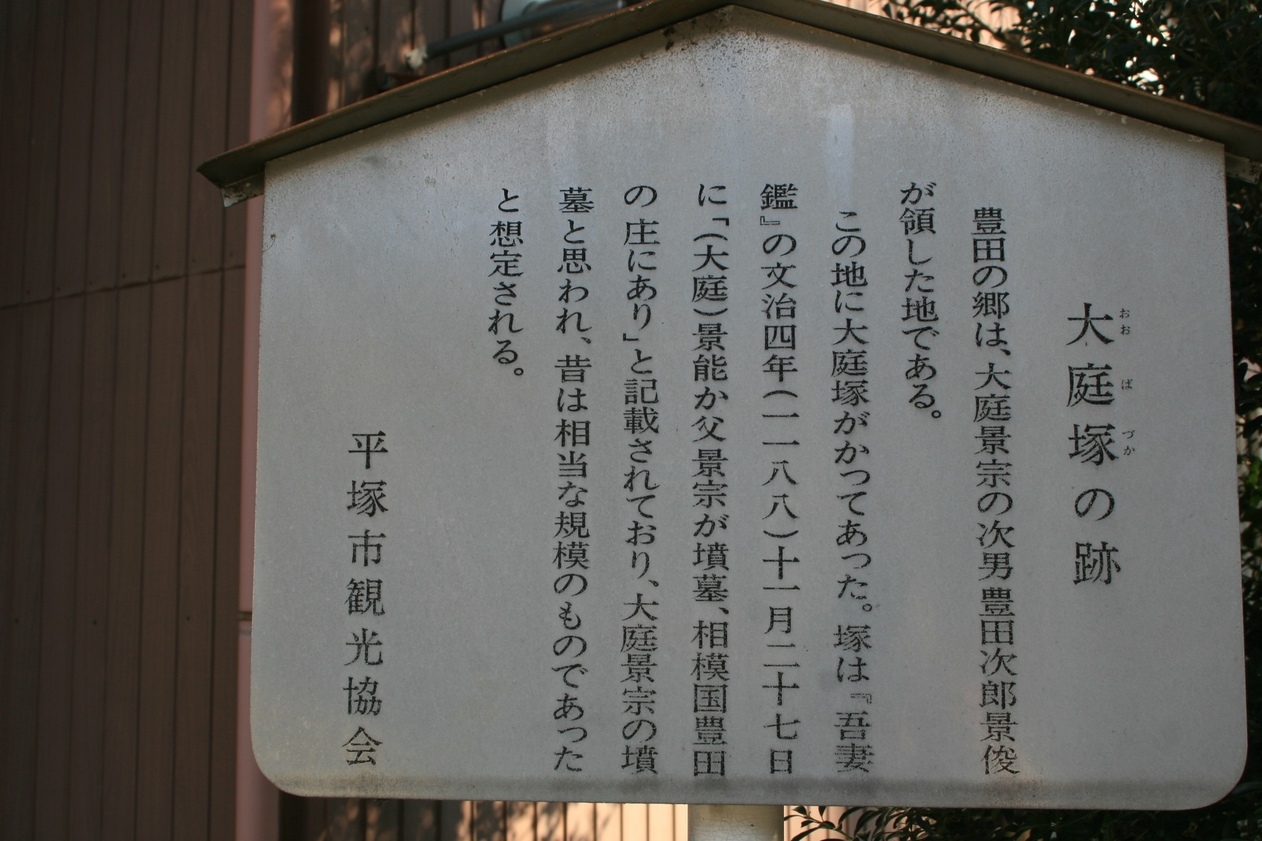 大庭塚の跡
おおばづか
豊田の郷は、大庭景宗の次男豊田次郎景俊
が領した地である。
この地に大庭塚がかつてあった。塚は『吾妻
鑑』の文治四年(一一八八)十一月二十七日
に「(大庭)景能か父景宗が墳墓、相模国豊田
の庄にあり」と記載されており、大庭景宗の墳
墓と思われ、昔は相当な規模のものであった
と想定される。
平塚市観光協会